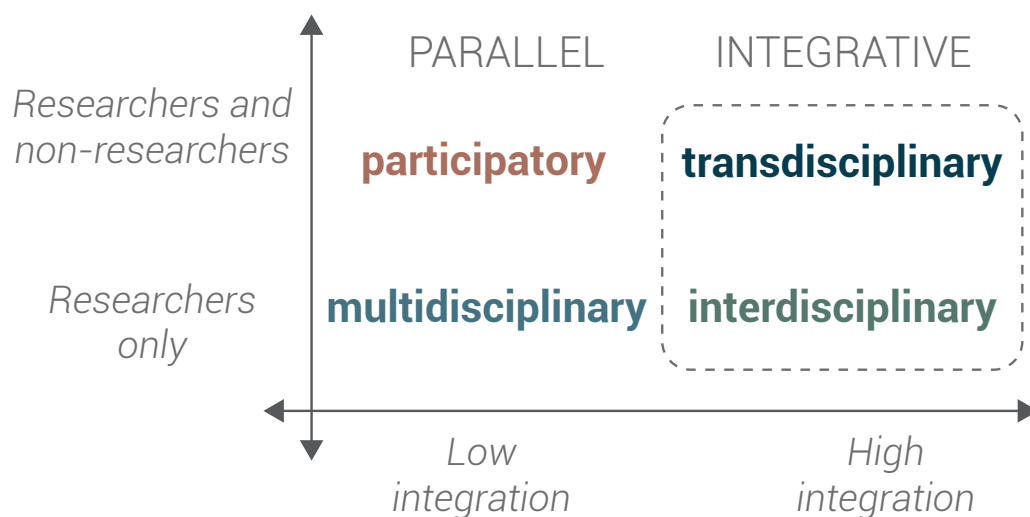 PARALLEL
INTEGRATIVE
Researchers and
non-researchers
participatory
transdisciplinary
Researchers
only
multidisciplinary
interdisciplinary
Low
integration
High
integration